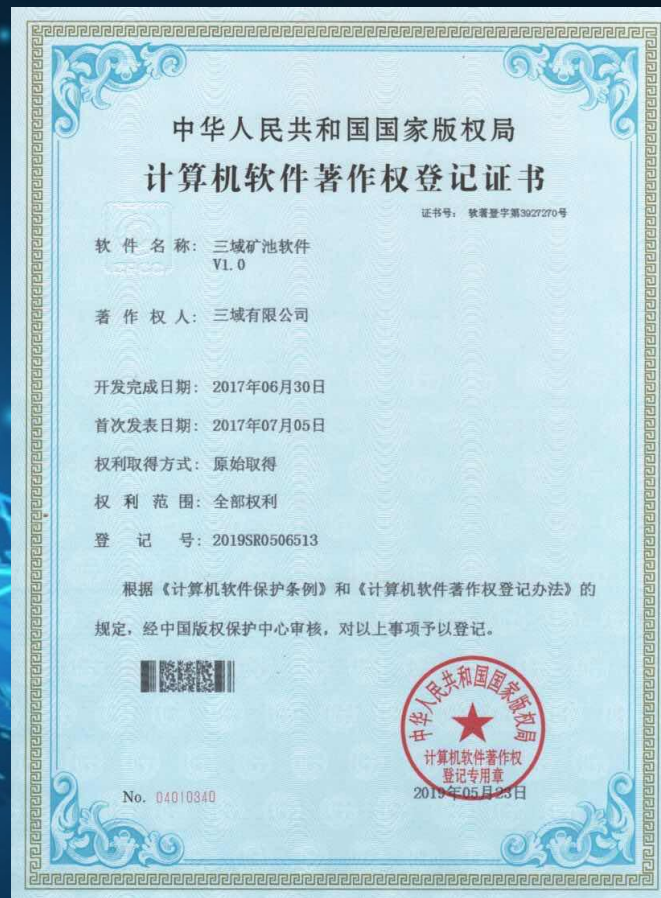 中华人民共和国国家版权局
计算机软件著作权登记证书
证书号: 软著登字第3927270号
软件名称: 三域矿池软件
V1.0
著作权人: 三域有限公司
开发完成日期: 2017年06月30日
首次发表日期: 2017年07月05日
权利取得方式: 原始取得
权利范围: 全部权利
登记号: 2019SR0506513
根据《计算机软件保护条例》和《计算机软件著作权登记办法》的
规定,经中国版权保护中心审核,对以上事项予以登记。
中华人民共和国国家版权局
计算机软件著作权
登记专用章
No. 04010340
2019年05月23日